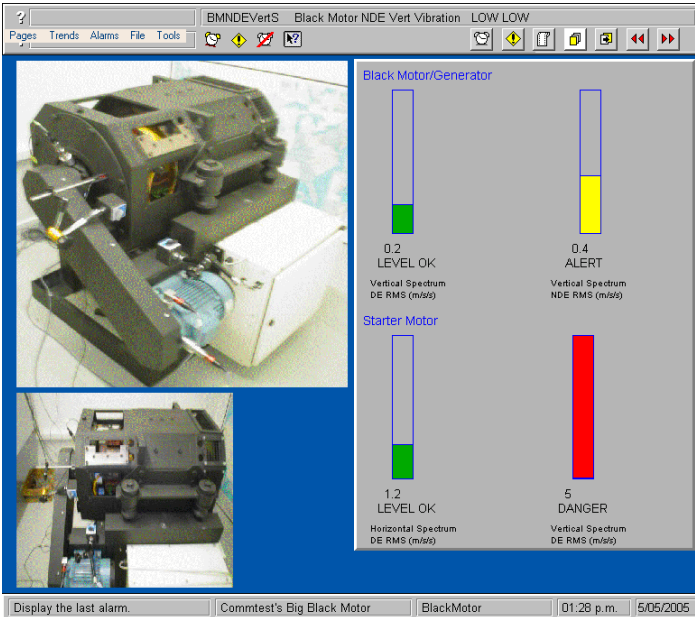 ? BMNDEVertS Black Motor NDE Vert Vibration LOW LOW
Pages Trends Alarms File Tools
?
Black Motor/Generator
0.2
LEVEL OK
Vertical Spectrum
DE RMS (m/s/s)
0.4
ALERT
Vertical Spectrum
NDE RMS (m/s/s)
Starter Motor
1.2
LEVEL OK
Horizontal Spectrum
DE RMS (m/s/s)
5
DANGER
Vertical Spectrum
DE RMS (m/s/s)
Display the last alarm. Commtest's Big Black Motor BlackMotor 01:28 p.m. 5/05/2005